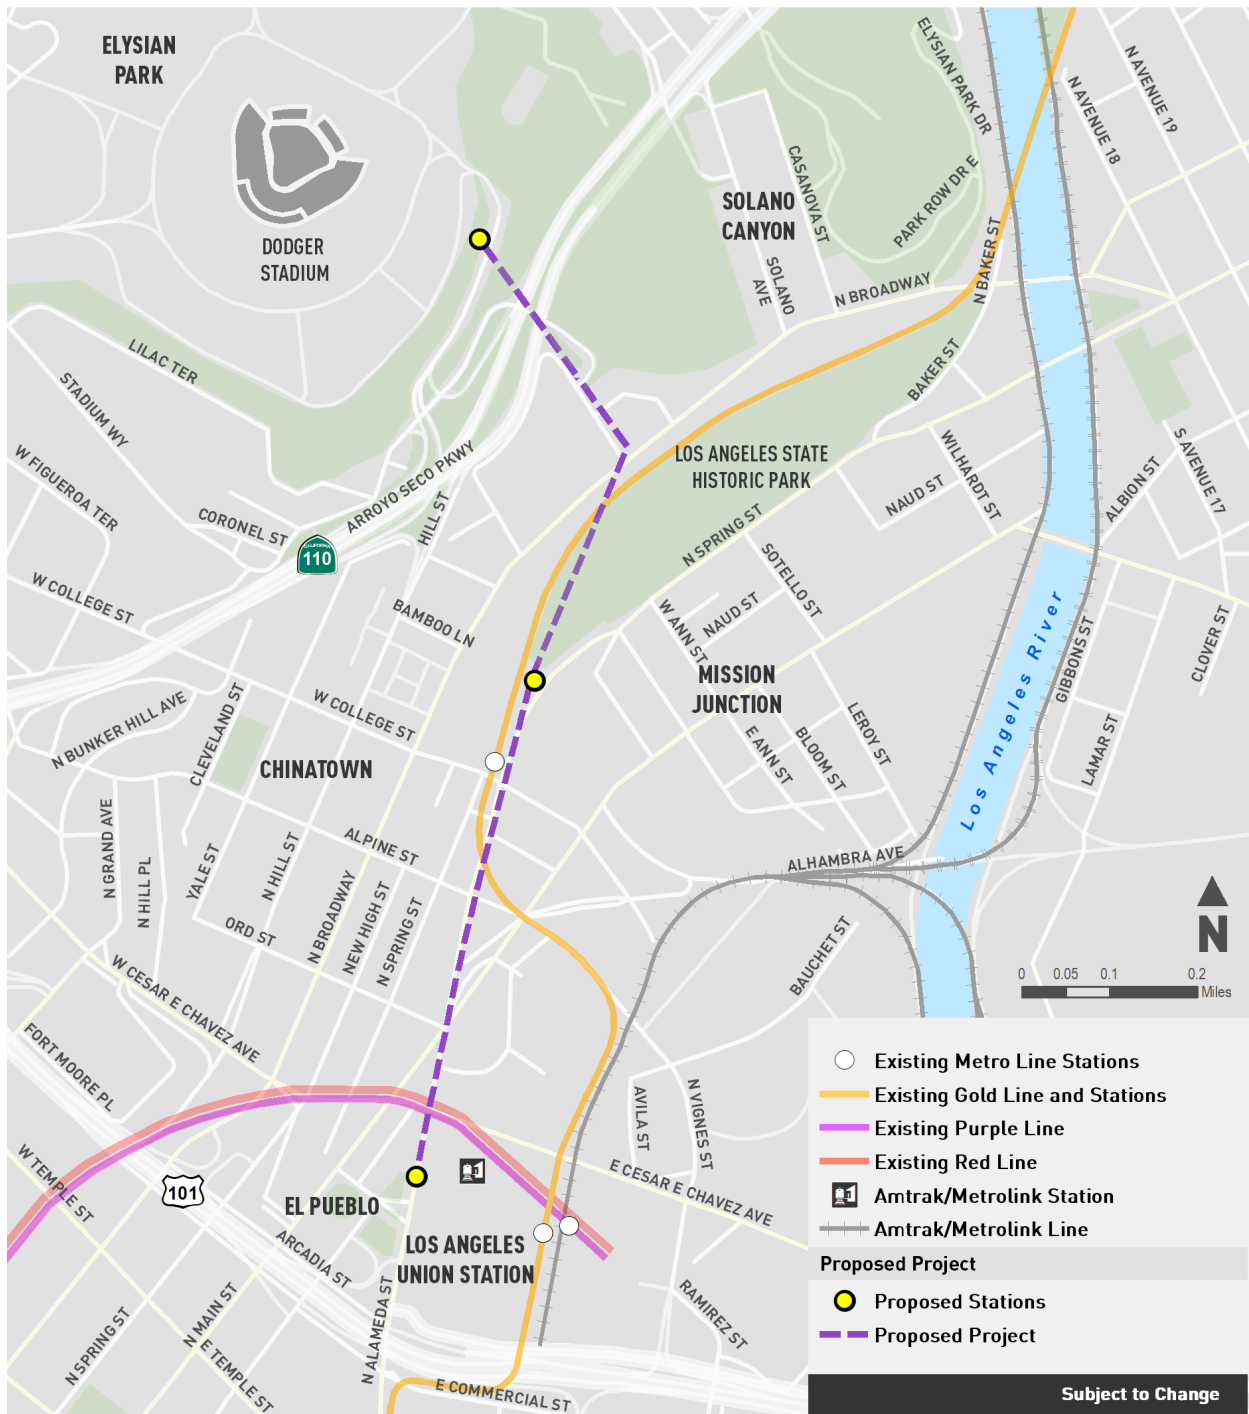 ELYSIAN
PARK
DODGER
STADIUM
SOLANO
CANYON
ELYSIAN PARK DR
N AVENUE 19
N AVENUE 18
CASANOVA ST
PARK ROW DR E
SOLANO
AVE
N BROADWAY
N BAKER ST
BAKER ST
LILAC TER
STADIUM WY
W FIGUEROA TER
CORONEL ST
ARROYO SECO PKWY
HILL ST
CALIFORNIA
110
LOS ANGELES STATE
HISTORIC PARK
WILHARDT ST
NAUD ST
S AVENUE 17
ALBION ST
N SPRING ST
SOTELLO ST
NAUD ST
W ANN ST
W COLLEGE ST
BAMBOO LN
MISSION
JUNCTION
Los Angeles River
GIBBONS ST
CLOVER ST
N BUNKER HILL AVE
CLEVELAND ST
W COLLEGE ST
CHINATOWN
E ANN ST
BLOOM ST
LEROY ST
LAMAR ST
N GRAND AVE
N HILL PL
YALE ST
N HILL ST
ALPINE ST
ALHAMBRA AVE
ORD ST
N BROADWAY
NEW HIGH ST
N SPRING ST
BAUCHET ST
N
0 0.05 0.1 0.2
Miles
W CESAR E CHAVEZ AVE
FORT MOORE PL
AVILA ST
N VIGNES ST
W TEMPLE ST
101
EL PUEBLO
E CESAR E CHAVEZ AVE
ARCADIA ST
LOS ANGELES
UNION STATION
N SPRING ST
N MAIN ST
E TEMPLE ST
N ALAMEDA ST
RAMIREZ ST
E COMMERCIAL ST
Existing Metro Line Stations
Existing Gold Line and Stations
Existing Purple Line
Existing Red Line
Amtrak/Metrolink Station
Amtrak/Metrolink Line
Proposed Project
Proposed Stations
Proposed Project
Subject to Change